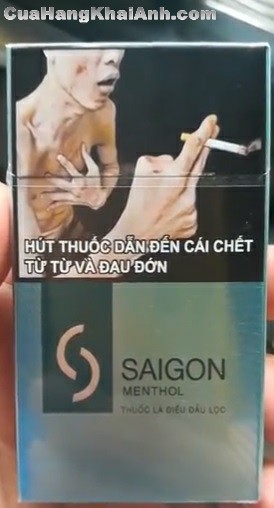 CuaHangKhaiAnh.com
HÚT THUỐC DẪN ĐẾN CÁI CHẾT
TỪ TỪ VÀ ĐAU ĐỚN
SAIGON
MENTHOL
THUỐC LÁ ĐIẾU ĐẦU LỌC